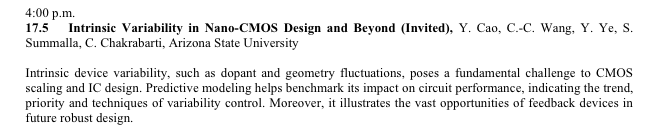 4:00 p.m.
17.5 Intrinsic Variability in Nano-CMOS Design and Beyond (Invited), Y. Cao, C.-C. Wang, Y. Ye, S.
Summalla, C. Chakrabarti, Arizona State University
Intrinsic device variability, such as dopant and geometry fluctuations, poses a fundamental challenge to CMOS
scaling and IC design. Predictive modeling helps benchmark its impact on circuit performance, indicating the trend,
priority and techniques of variability control. Moreover, it illustrates the vast opportunities of feedback devices in
future robust design.